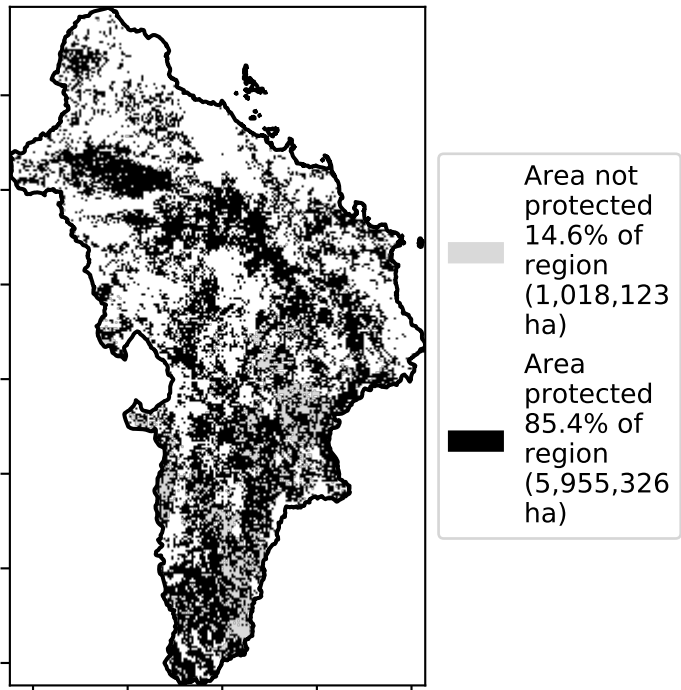 Area not
protected
14.6% of
region
(1,018,123
ha)
Area
protected
85.4% of
region
(5,955,326
ha)